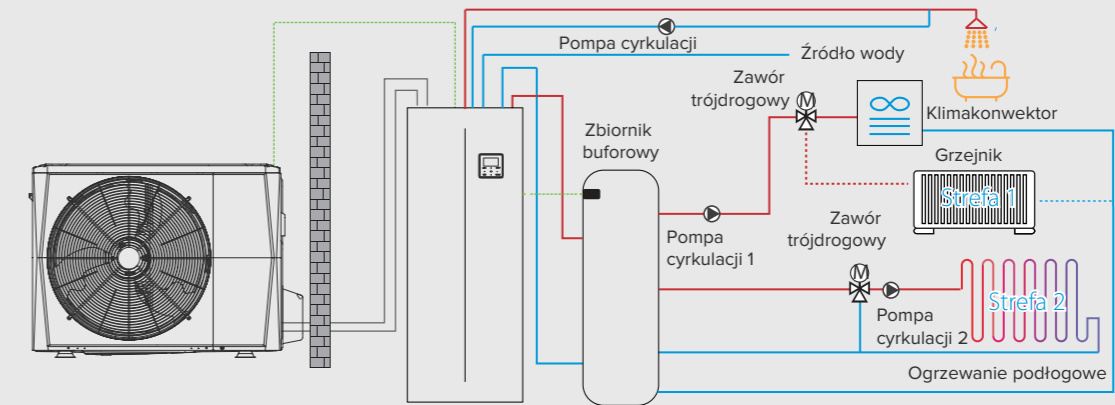 Pompa cyrkulacji
Źródło wody
Zawór
trójdrogowy
M
Klimakonwektor
Zbiornik
buforowy
Grzejnik
Strefa 1
Pompa
cyrkulacji 1
Zawór
trójdrogowy
M
Strefa 2
Pompa
cyrkulacji 2
Ogrzewanie podłogowe